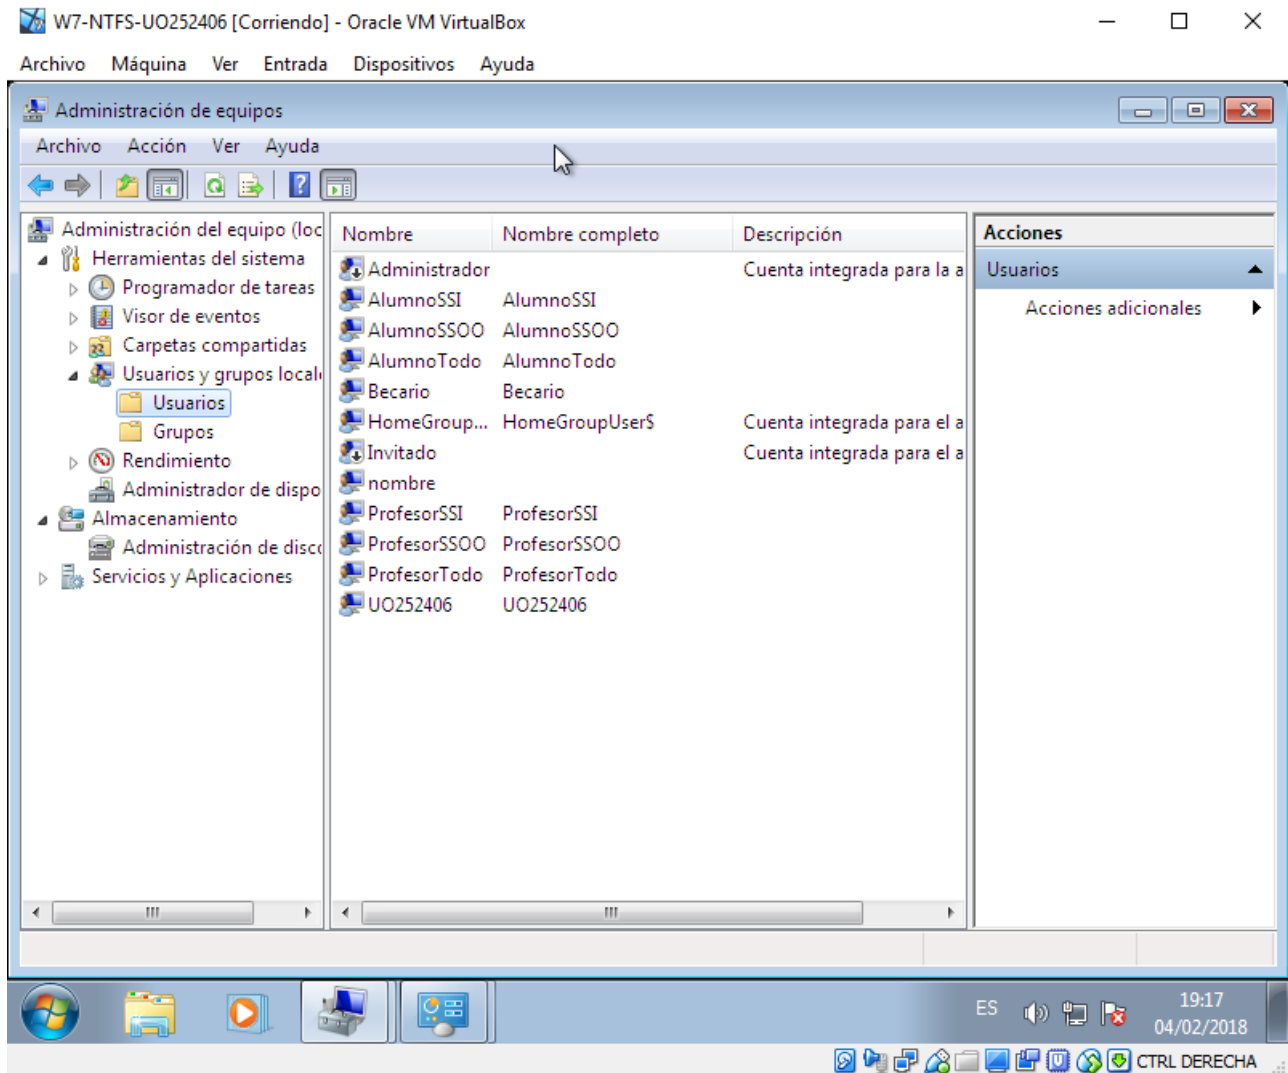 W7-NTFS-UO252406 [Corriendo] - Oracle VM VirtualBox
Archivo Máquina Ver Entrada Dispositivos Ayuda
Administración de equipos
Archivo Acción Ver Ayuda
Administración del equipo (loc
Herramientas del sistema
Programador de tareas
Visor de eventos
Carpetas compartidas
Usuarios y grupos local
Usuarios
Grupos
Rendimiento
Administrador de dispo
Almacenamiento
Administración de disc
Servicios y Aplicaciones
Nombre Nombre completo Descripción
Administrador Cuenta integrada para la a
AlumnoSSI AlumnoSSI
AlumnoSSOO AlumnoSSOO
AlumnoTodo AlumnoTodo
Becario Becario
HomeGroup... HomeGroupUser$ Cuenta integrada para el a
Invitado Cuenta integrada para el a
nombre
ProfesorSSI ProfesorSSI
ProfesorSSOO ProfesorSSOO
ProfesorTodo ProfesorTodo
UO252406 UO252406
Acciones
Usuarios
Acciones adicionales
ES
19:17
04/02/2018
CTRL DERECHA